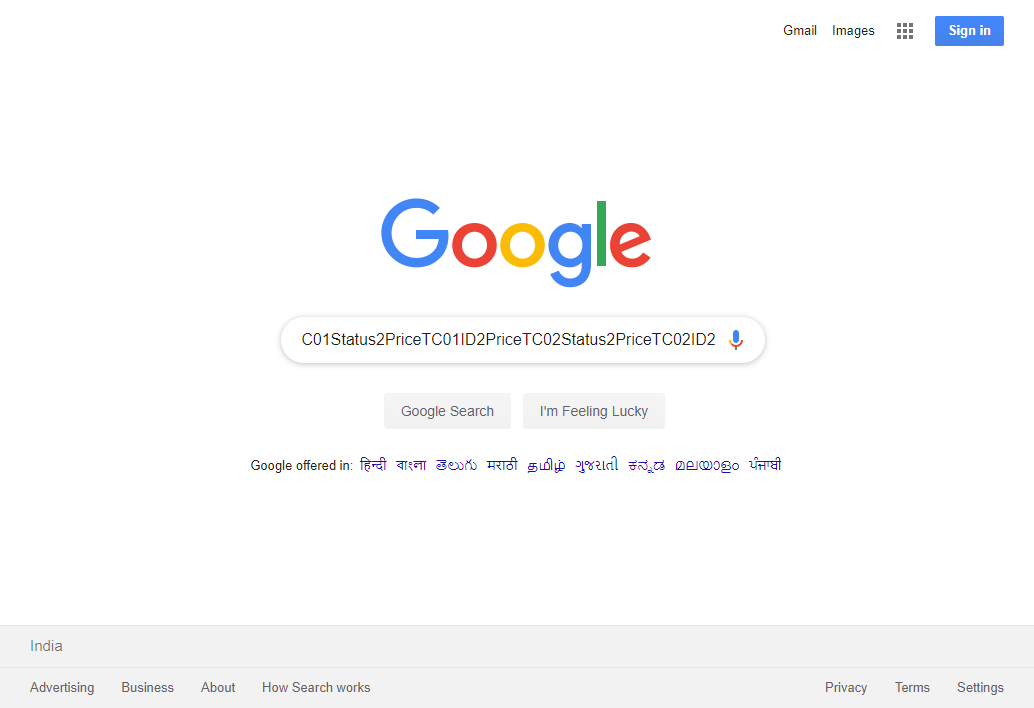 Gmail Images Sign in
Google
C01Status2PriceTC01ID2PriceTC02Status2PriceTC02ID2
Google Search I'm Feeling Lucky
Google offered in: हिन्दी বাংলা తెలుగు मराठी தமிழ் ગુજરાતી ಕನ್ನಡ മലയാളം ਪੰਜਾਬੀ
India
Advertising Business About How Search works Privacy Terms Settings